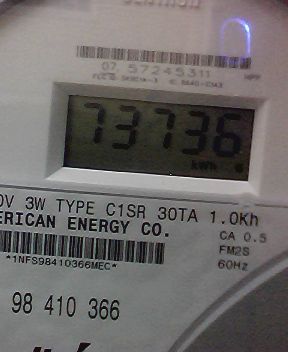 07 57245311
73736
kWh
0V 3W TYPE C1SR 30TA 1.0Kh
ERICAN ENERGY CO.
CA 0.5
FM2S
60Hz
*1NFS98410366MEC*
98 410 366